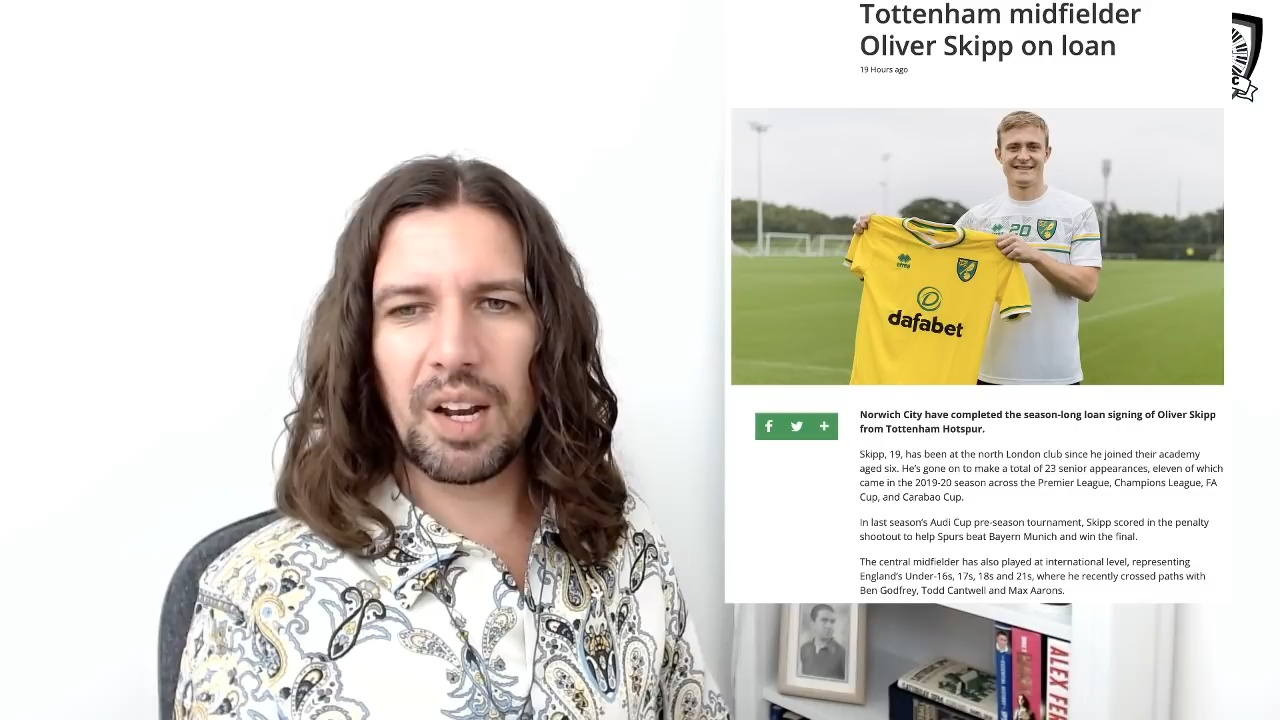 Tottenham midfielder
Oliver Skipp on loan
19 Hours ago
20
dafabet
Norwich City have completed the season-long loan signing of Oliver Skipp
from Tottenham Hotspur.
Skipp, 19, has been at the north London club since he joined their academy
aged six. He's gone on to make a total of 23 senior appearances, eleven of which
came in the 2019-20 season across the Premier League, Champions League, FA
Cup, and Carabao Cup.
In last season's Audi Cup pre-season tournament, Skipp scored in the penalty
shootout to help Spurs beat Bayern Munich and win the final.
The central midfielder has also played at international level, representing
England's Under-16s, 17s, 18s and 21s, where he recently crossed paths with
Ben Godfrey, Todd Cantwell and Max Aarons.
ALEX FER